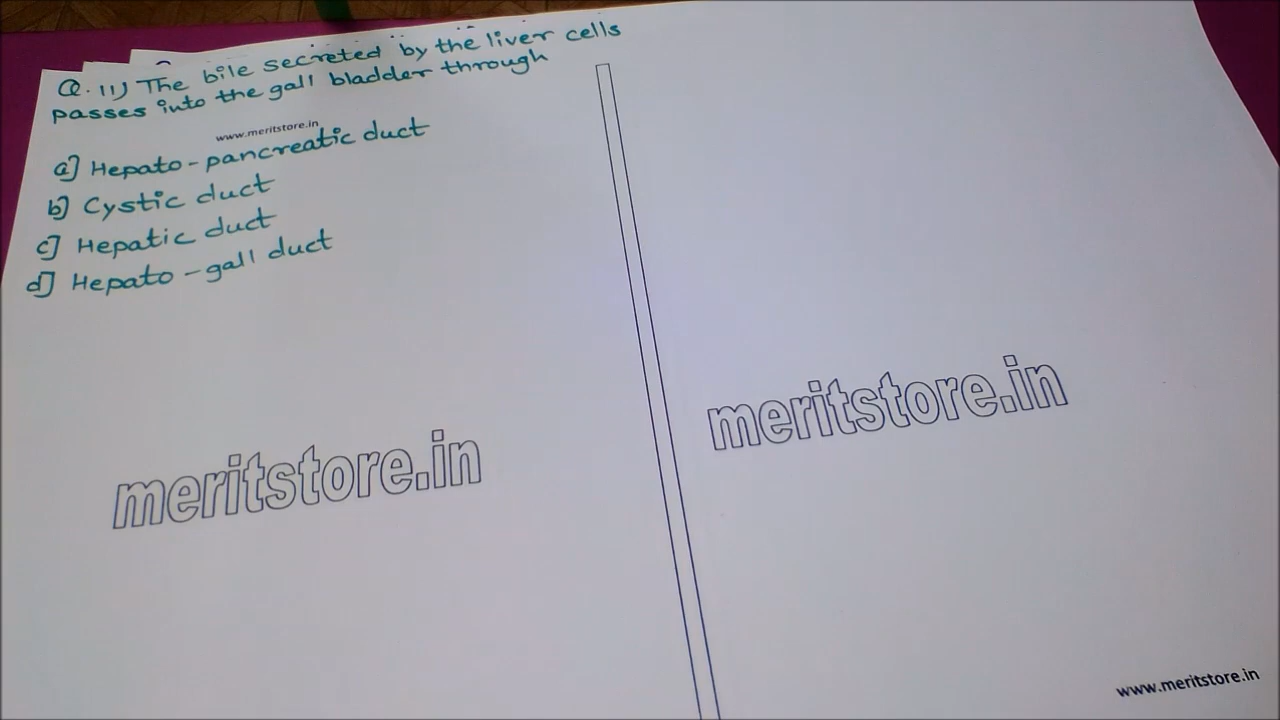 Q. 11) The bile secreted by the liver cells
passes into the gall bladder through
www.meritstore.in
a] Hepato-pancreatic duct
b] Cystic duct
c] Hepatic duct
d] Hepato-gall duct
meritstore.in
meritstore.in
www.meritstore.in